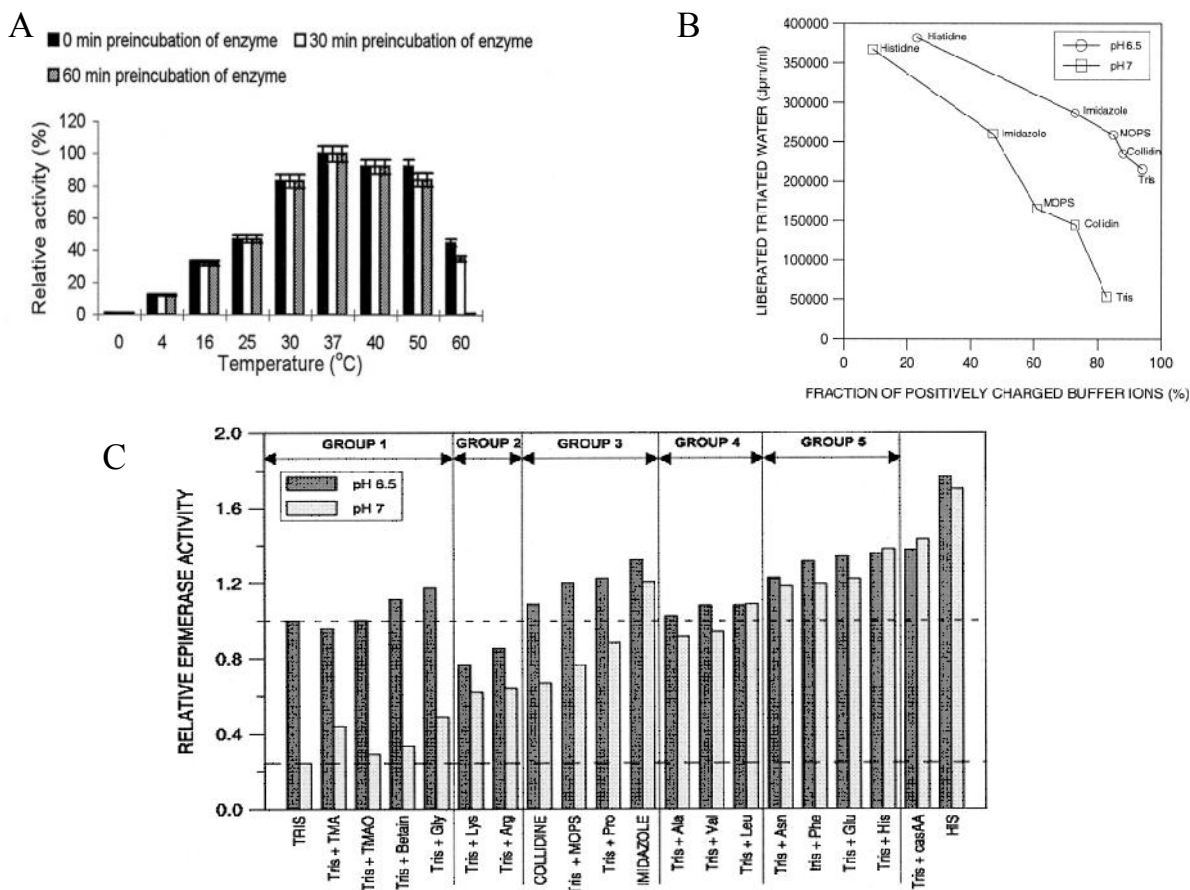 A
0 min preincubation of enzyme 30 min preincubation of enzyme
60 min preincubation of enzyme
Relative activity (%)
120
100
80
60
40
20
0
0 4 16 25 30 37 40 50 60
Temperature (°C)
B
LIBERATED TRITIATED WATER (dpm/ml)
400000
350000
300000
250000
200000
150000
100000
50000
0
0 20 40 60 80 100
FRACTION OF POSITIVELY CHARGED BUFFER IONS (%)
pH 6.5
pH 7
Histidine
Imidazole
MOPS
Collidin
Tris
Histidne
Imidazole
MOPS
Colidin
Tris
C
RELATIVE EPIMERASE ACTIVITY
2.0
1.6
1.2
0.8
0.4
0.0
GROUP 1 GROUP 2 GROUP 3 GROUP 4 GROUP 5
pH 6.5
pH 7
TRIS
Tris + TMA
Tris + TMAO
Tris + Betain
Tris + Gly
Tris + Lys
Tris + Arg
COLLIDINE
Tris + MOPS
Tris + Pro
IMIDAZOLE
Tris + Ala
Tris + Val
Tris + Leu
Tris + Asn
tris + Phe
Tris + Glu
Tris + His
Tris + casAA
HIS